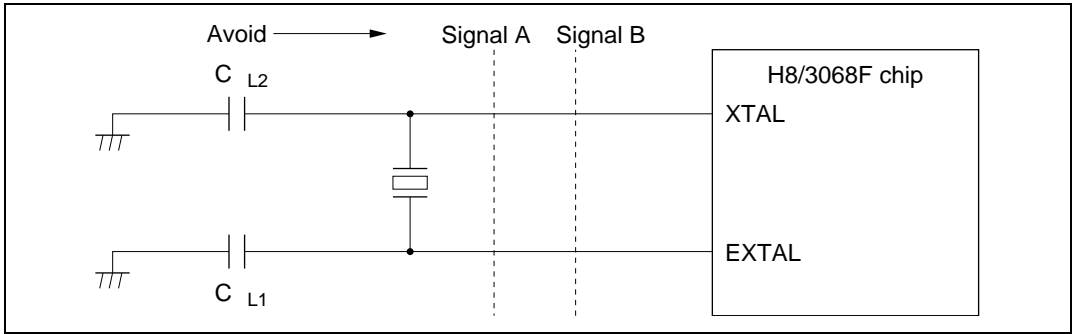 Avoid
Signal A
Signal B
C L2
H8/3068F chip
XTAL
EXTAL
C L1